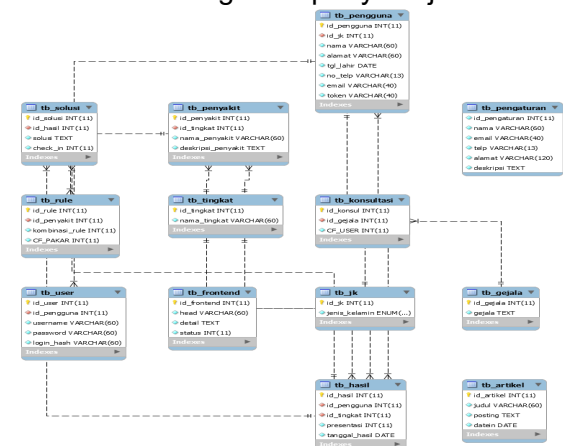 tb_pengguna
id_pengguna INT(11)
id_jk INT(11)
nama VARCHAR(60)
alamat VARCHAR(60)
tgl_lahir DATE
no_telp VARCHAR(13)
email VARCHAR(40)
token VARCHAR(40)
Indexes
tb_solusi
id_solusi INT(11)
id_hasil INT(11)
solusi TEXT
check_in INT(11)
Indexes
tb_penyakit
id_penyakit INT(11)
id_tingkat INT(11)
nama_penyakit VARCHAR(60)
deskripsi_penyakit TEXT
Indexes
tb_pengaturan
id_pengaturan INT(11)
nama VARCHAR(60)
email VARCHAR(40)
telp VARCHAR(13)
alamat VARCHAR(120)
deskripsi TEXT
Indexes
tb_rule
id_rule INT(11)
id_penyakit INT(11)
kombinasi_rule INT(11)
CF_PAKAR INT(11)
Indexes
tb_tingkat
id_tingkat INT(11)
nama_tingkat VARCHAR(60)
Indexes
tb_konsultasi
id_konsul INT(11)
id_gejala INT(11)
CF_USER INT(11)
Indexes
tb_user
id_user INT(11)
id_pengguna INT(11)
username VARCHAR(60)
password VARCHAR(60)
login_hash VARCHAR(60)
Indexes
tb_frontend
id_frontend INT(11)
head VARCHAR(60)
detail TEXT
status INT(11)
Indexes
tb_jk
id_jk INT(11)
jenis_kelamin ENUM(...)
Indexes
tb_gejala
id_gejala INT(11)
gejala TEXT
Indexes
tb_hasil
id_hasil INT(11)
id_pengguna INT(11)
id_tingkat INT(11)
presentasi INT(11)
tanggal_hasil DATE
Indexes
tb_artikel
id_artikel INT(11)
judul VARCHAR(60)
posting TEXT
datein DATE
Indexes